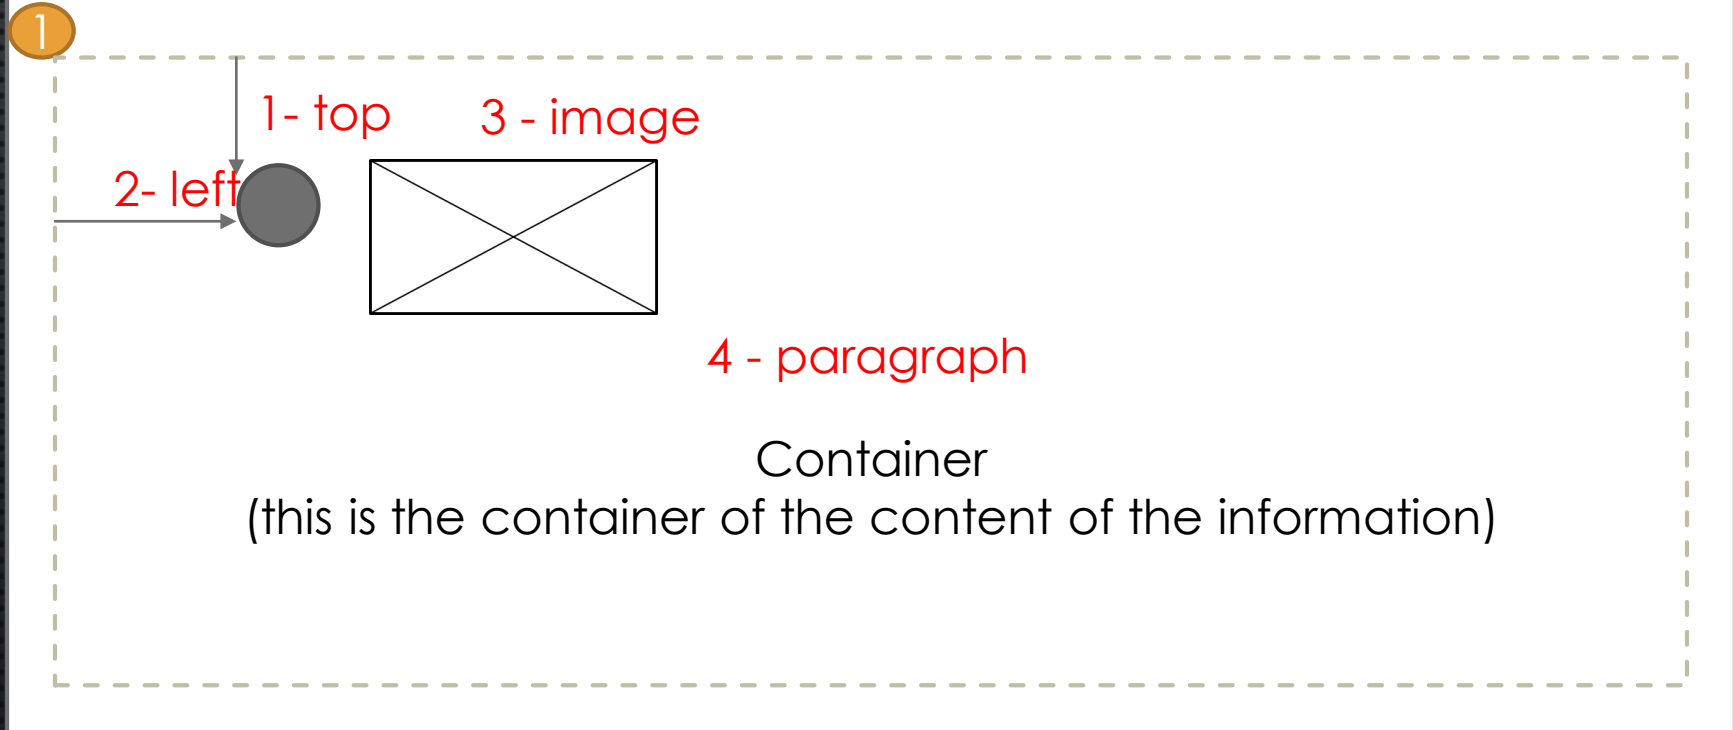 1
1- top
3 - image
2- left
4 - paragraph
Container
(this is the container of the content of the information)